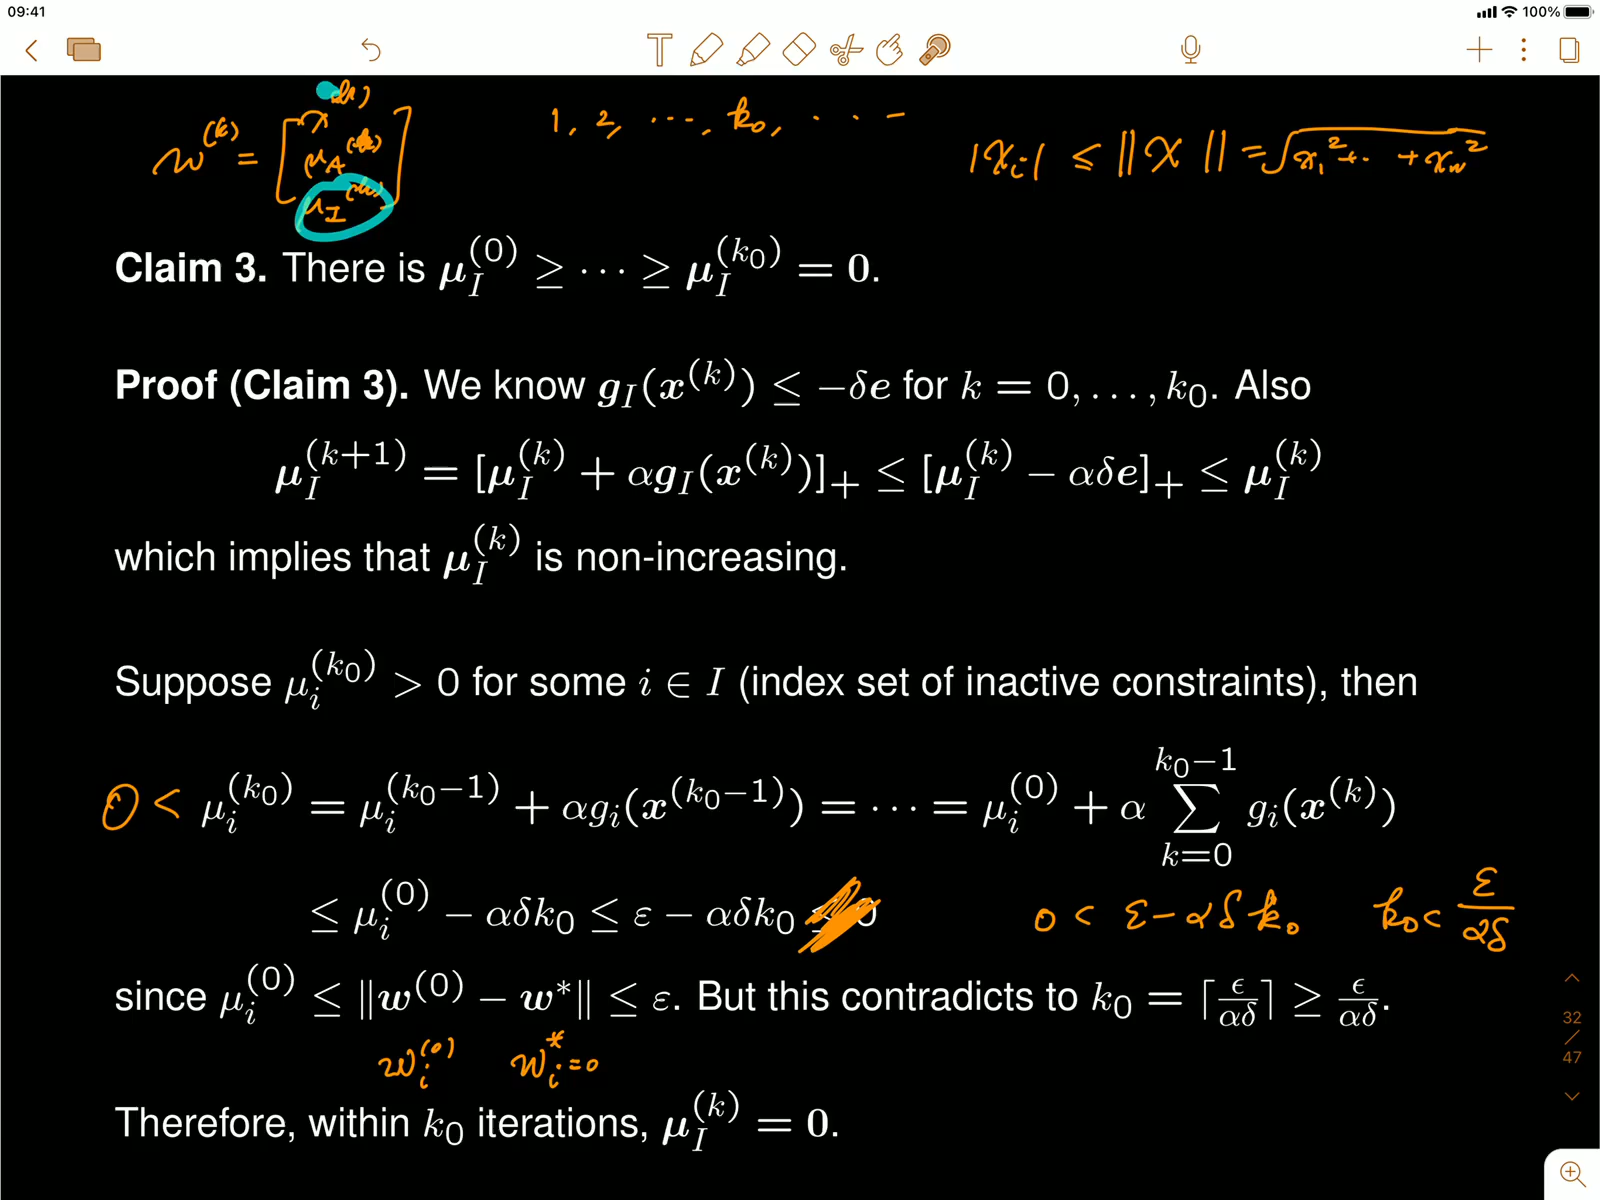 09:41 100%
T
w^(k) = [x^(k) μ_A^(k) μ_I^(k)]
1, 2, ···, k₀, · · · –
|x_i| ≤ ||x|| = √(x₁² + ·· + x_n²)
Claim 3. There is μ_I^(0) ≥ ··· ≥ μ_I^(k₀) = 0.
Proof (Claim 3). We know g_I(x^(k)) ≤ −δe for k = 0, . . . , k₀. Also
μ_I^(k+1) = [μ_I^(k) + αg_I(x^(k))]₊ ≤ [μ_I^(k) − αδe]₊ ≤ μ_I^(k)
which implies that μ_I^(k) is non-increasing.
Suppose μ_i^(k₀) > 0 for some i ∈ I (index set of inactive constraints), then
0 < μ_i^(k₀) = μ_i^(k₀−1) + αg_i(x^(k₀−1)) = ··· = μ_i^(0) + α ∑_{k=0}^{k₀−1} g_i(x^(k))
≤ μ_i^(0) − αδk₀ ≤ ε − αδk₀ ≤ 0
0 < ε − αδk₀ k₀ < ε/αδ
since μ_i^(0) ≤ ‖w^(0) − w*‖ ≤ ε. But this contradicts to k₀ = ⌈ϵ/αδ⌉ ≥ ϵ/αδ.
w_i^(0) w_i* = 0
Therefore, within k₀ iterations, μ_I^(k) = 0.
32
/
47